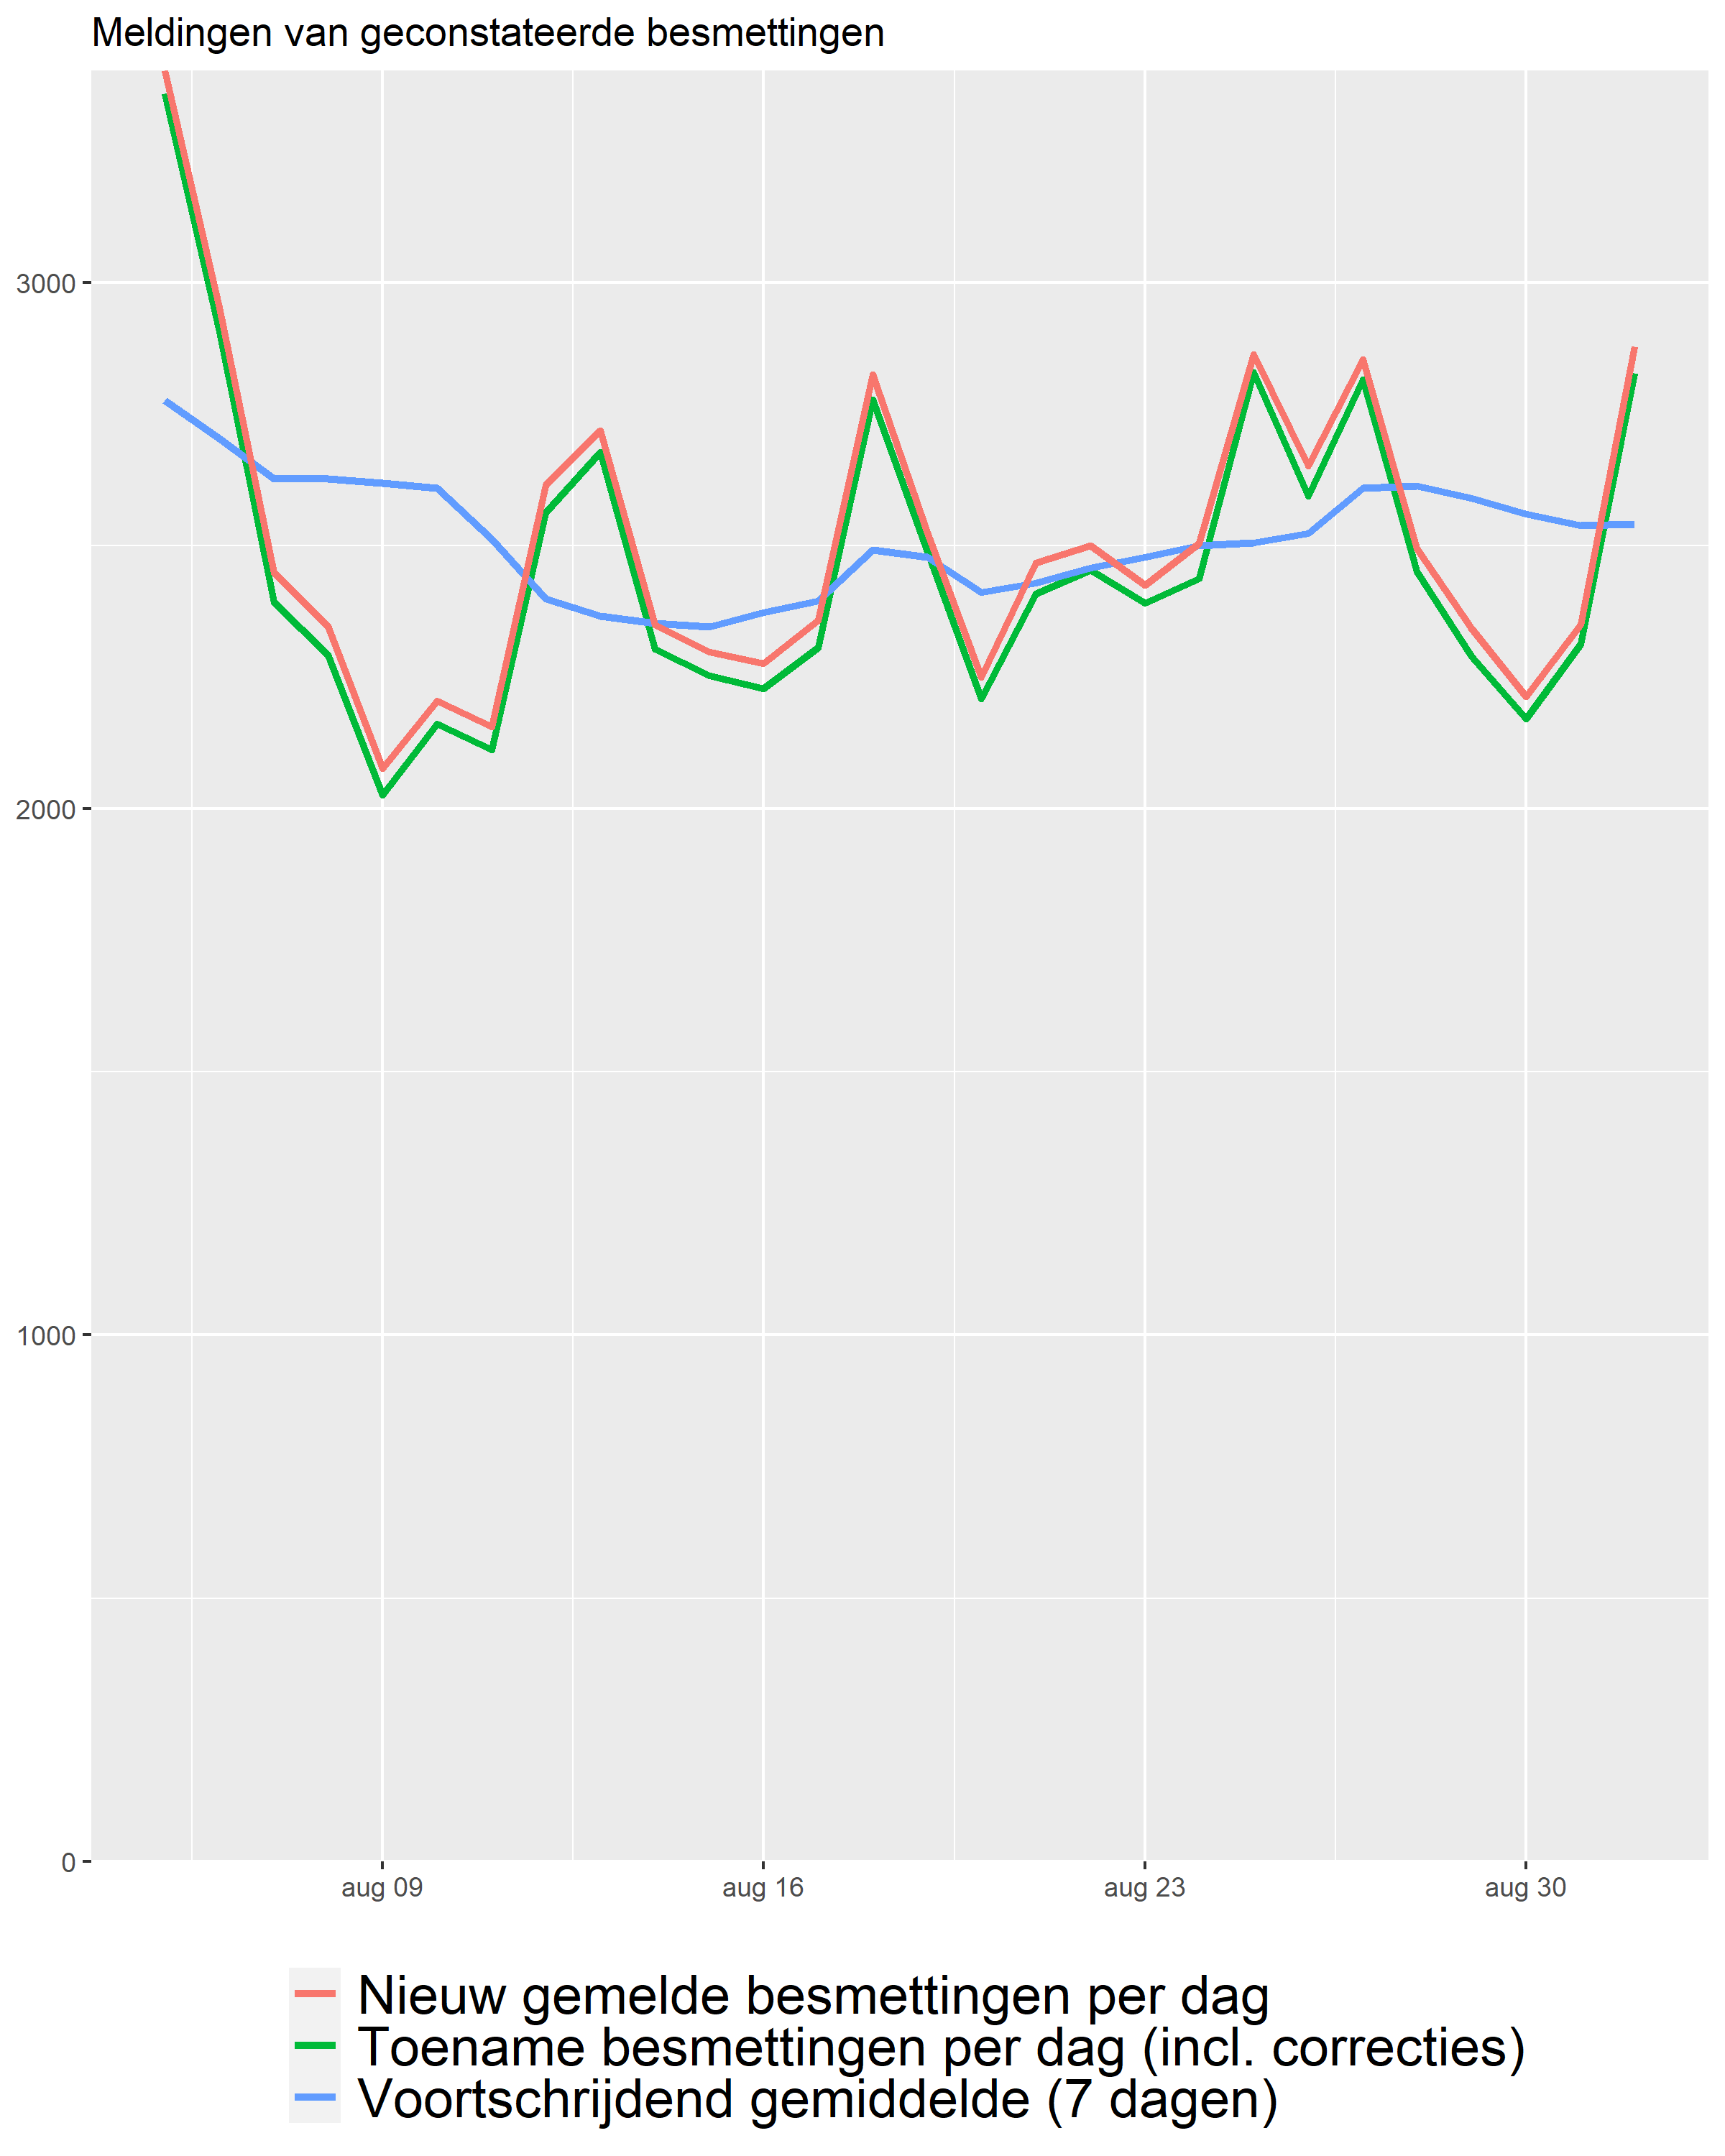 Meldingen van geconstateerde besmettingen
3000
2000
1000
0
aug 09
aug 16
aug 23
aug 30
Nieuw gemelde besmettingen per dag
Toename besmettingen per dag (incl. correcties)
Voortschrijdend gemiddelde (7 dagen)